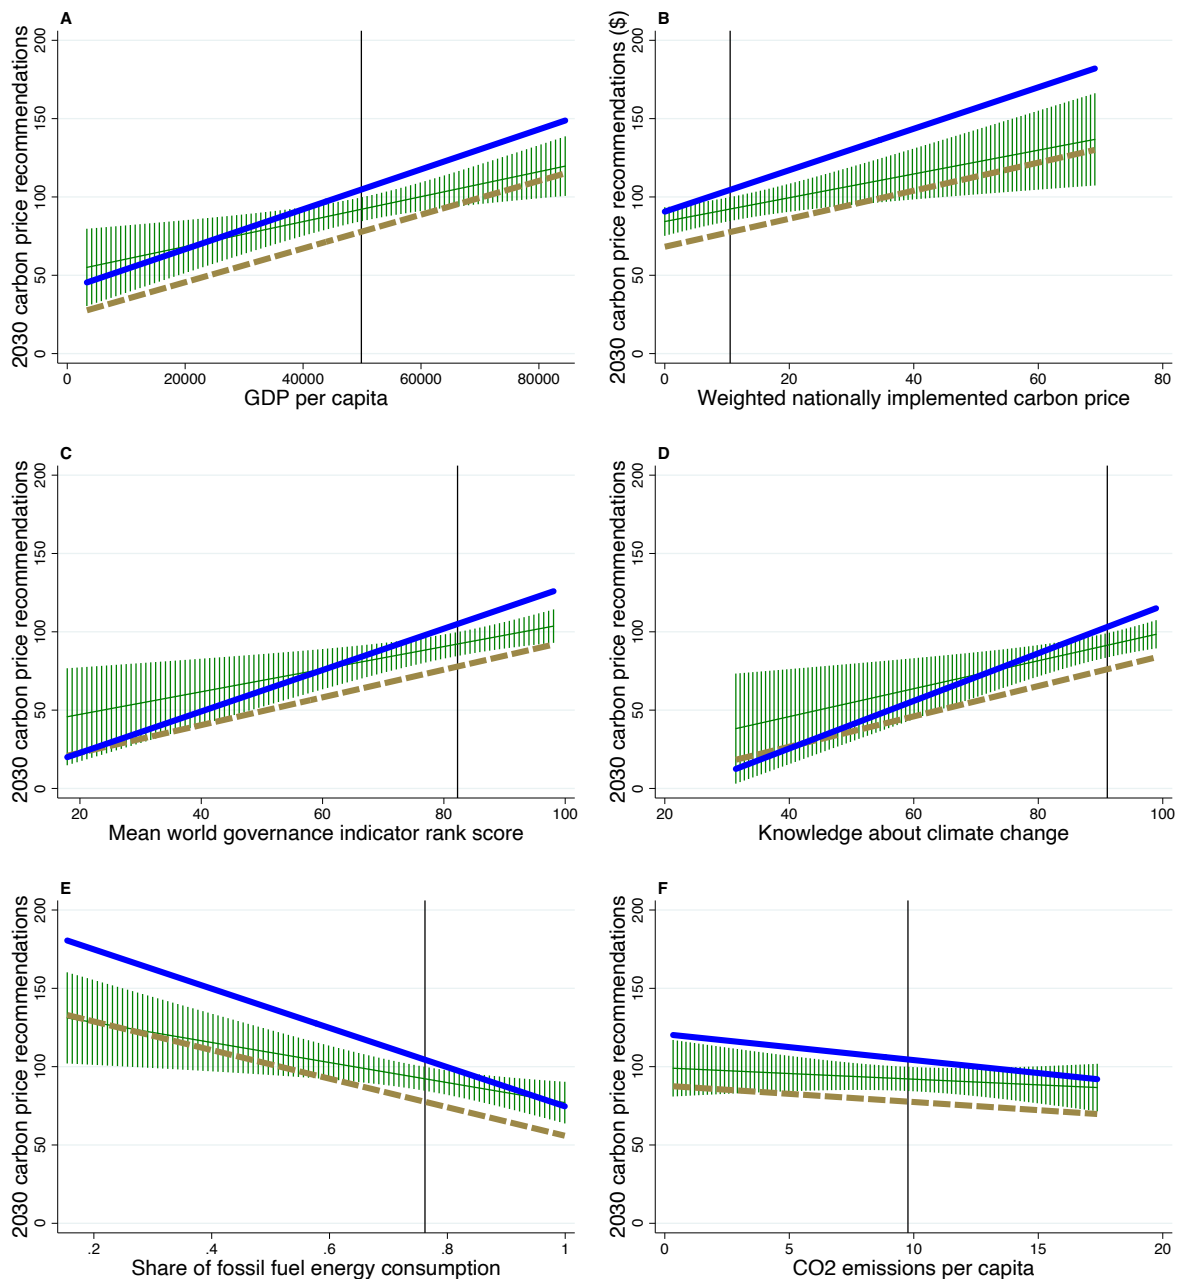 A
2030 carbon price recommendations
200
150
100
50
0
0 20000 40000 60000 80000
GDP per capita
B
2030 carbon price recommendations ($)
200
150
100
50
0
0 20 40 60 80
Weighted nationally implemented carbon price
C
2030 carbon price recommendations
200
150
100
50
0
20 40 60 80 100
Mean world governance indicator rank score
D
2030 carbon price recommendations
200
150
100
50
0
20 40 60 80 100
Knowledge about climate change
E
2030 carbon price recommendations
200
150
100
50
0
.2 .4 .6 .8 1
Share of fossil fuel energy consumption
F
2030 carbon price recommendations
200
150
100
50
0
0 5 10 15 20
CO2 emissions per capita